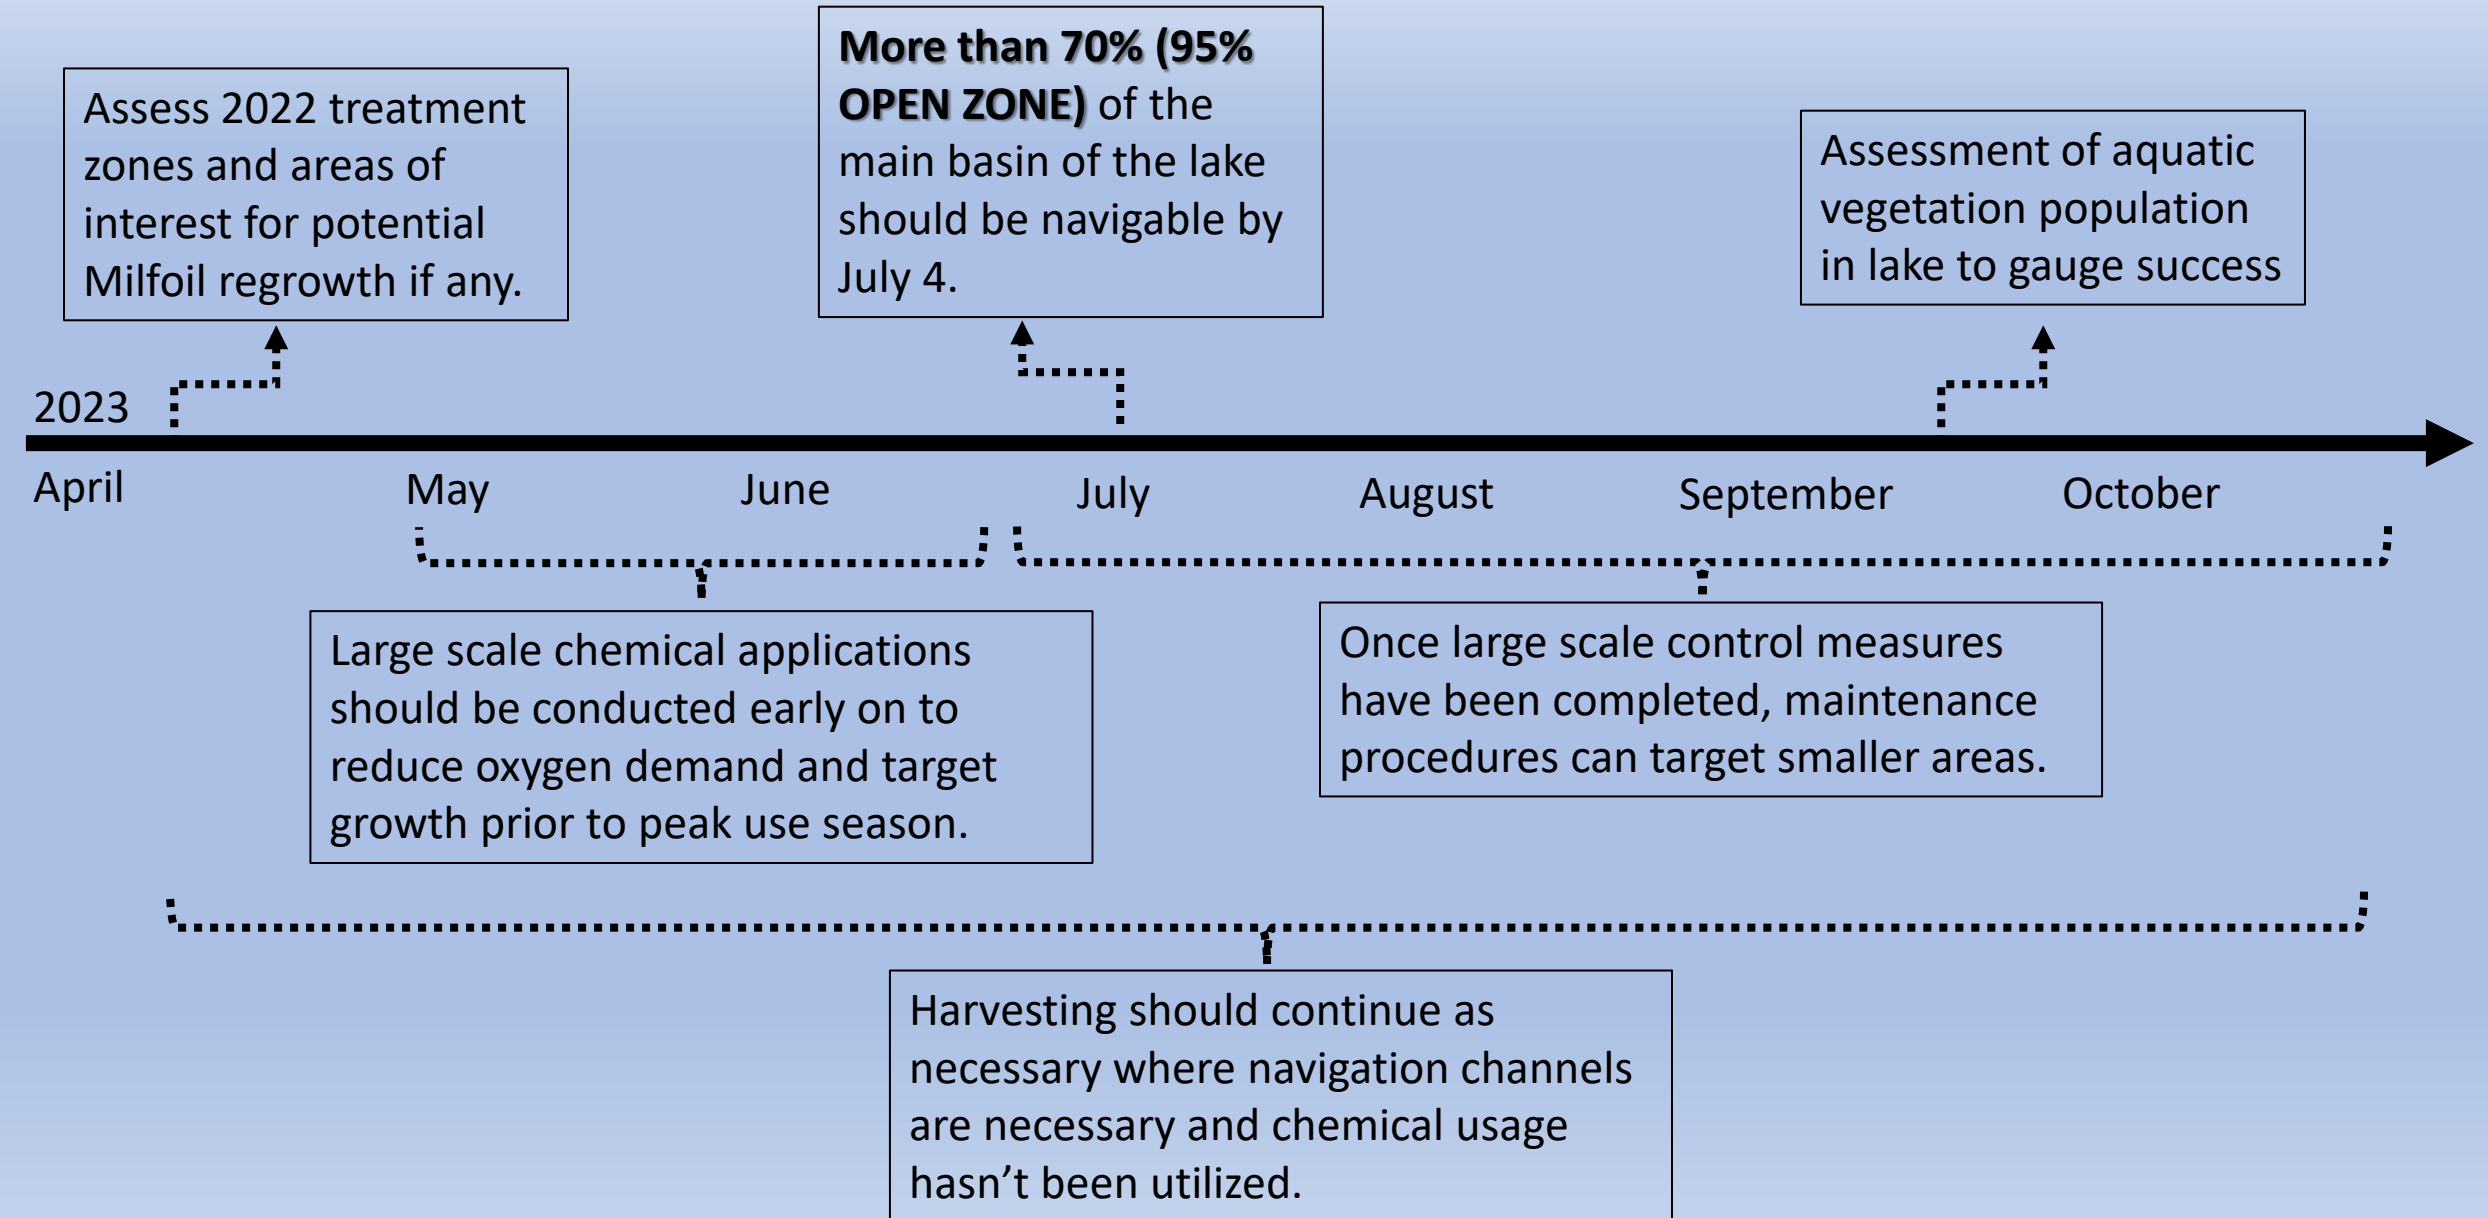 Assess 2022 treatment
zones and areas of
interest for potential
Milfoil regrowth if any.
More than 70% (95%
OPEN ZONE) of the
main basin of the lake
should be navigable by
July 4.
Assessment of aquatic
vegetation population
in lake to gauge success
2023
April
May
June
July
August
September
October
Large scale chemical applications
should be conducted early on to
reduce oxygen demand and target
growth prior to peak use season.
Once large scale control measures
have been completed, maintenance
procedures can target smaller areas.
Harvesting should continue as
necessary where navigation channels
are necessary and chemical usage
hasn’t been utilized.